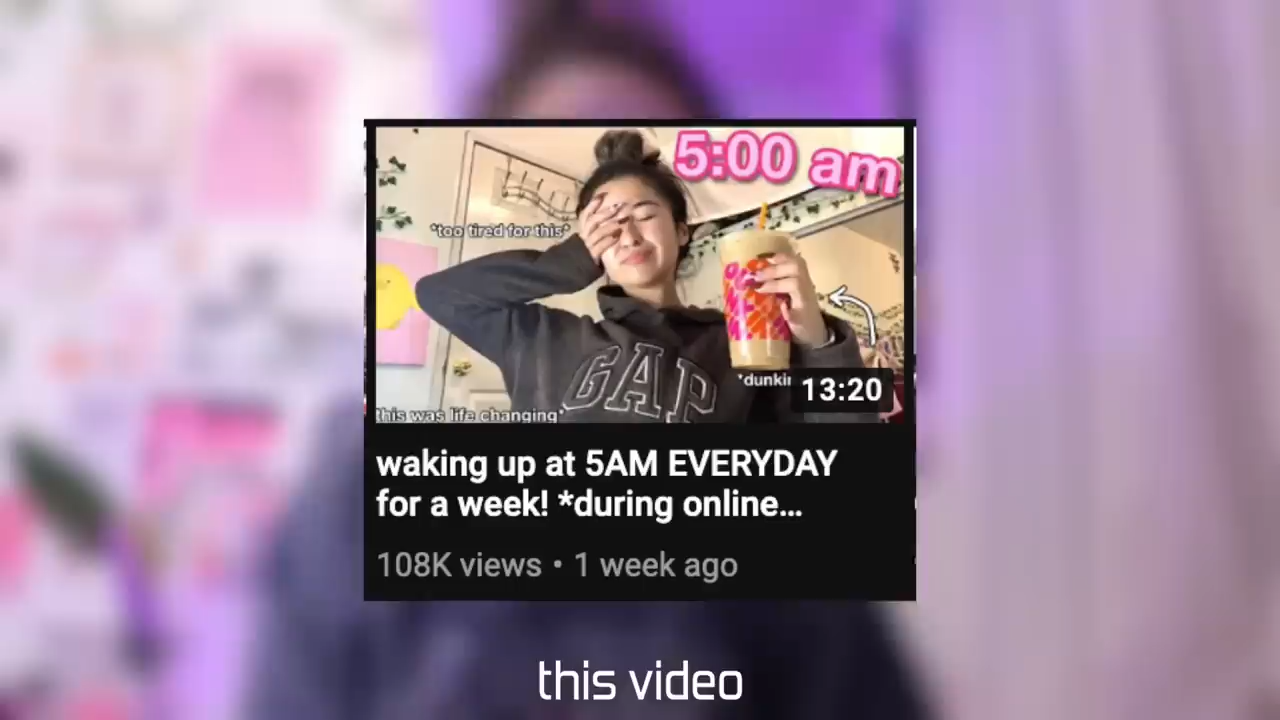 5:00 am
*too tired for this*
GAP
*dunkin
13:20
this was life changing*
waking up at 5AM EVERYDAY
for a week! *during online...
108K views • 1 week ago
this video